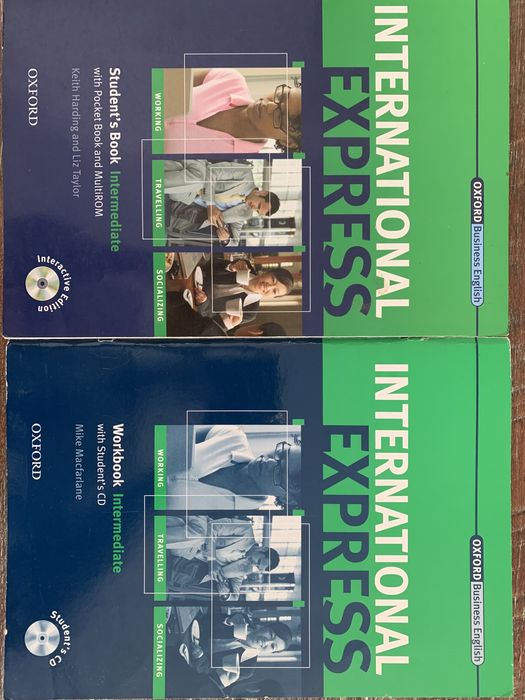 OXFORD Business English
INTERNATIONAL
EXPRESS
WORKING
TRAVELLING
SOCIALIZING
Student's Book Intermediate
with Pocket Book and MultiROM
Keith Harding and Liz Taylor
OXFORD
Interactive Edition
OXFORD Business English
INTERNATIONAL
EXPRESS
WORKING
TRAVELLING
SOCIALIZING
Workbook Intermediate
with Student's CD
Mike Macfarlane
OXFORD
Student's CD